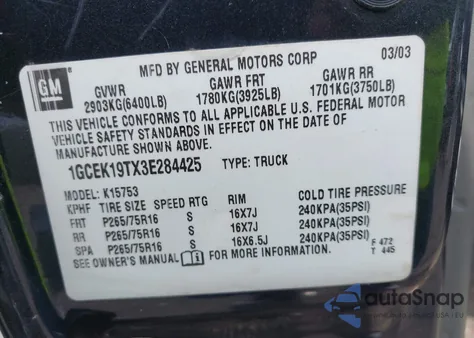 MFD BY GENERAL MOTORS CORP 03/03
GM GVWR GAWR FRT GAWR RR
2903KG(6400LB) 1780KG(3925LB) 1701KG(3750LB)
THIS VEHICLE CONFORMS TO ALL APPLICABLE U.S. FEDERAL MOTOR
VEHICLE SAFETY STANDARDS IN EFFECT ON THE DATE OF
MANUFACTURE SHOWN ABOVE.
1GCEK19TX3E284425 TYPE: TRUCK
MODEL: K15753
KPHF TIRE SIZE SPEED RTG RIM COLD TIRE PRESSURE
FRT P265/75R16 S 16X7J 240KPA(35PSI)
RR P265/75R16 S 16X7J 240KPA(35PSI)
SPA P265/75R16 S 16X6.5J 240KPA(35PSI)
SEE OWNER'S MANUAL FOR MORE INFORMATION. F 472
T 445
autoSnap